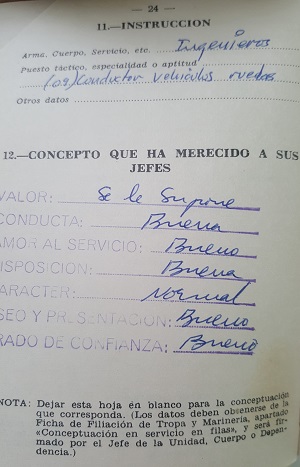 — 24 —
11.—INSTRUCCION
Arma, Cuerpo, Servicio, etc. Ingenieros
Puesto táctico, especialidad o aptitud
(09) Conductor vehículos ruedas
Otros datos
12.—CONCEPTO QUE HA MERECIDO A SUS
JEFES
VALOR: Se le Supone
CONDUCTA: Buena
AMOR AL SERVICIO: Bueno
DISPOSICION: Buena
ARACTER: Normal
SEO Y PRESENTACION: Bueno
RADO DE CONFIANZA: Bueno
NOTA: Dejar esta hoja en blanco para la conceptuación
que corresponda. (Los datos deben obtenerse de la
Ficha de Filiación de Tropa y Marinería, apartado
«Conceptuación en servicio en filas», y será fir-
mado por el Jefe de la Unidad, Cuerpo o Depen-
dencia.)